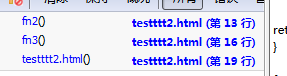 fn2() testttt2.html (第 13 行)
ret
fn3() testttt2.html (第 16 行)
}
testttt2.html() testttt2.html (第 19 行)